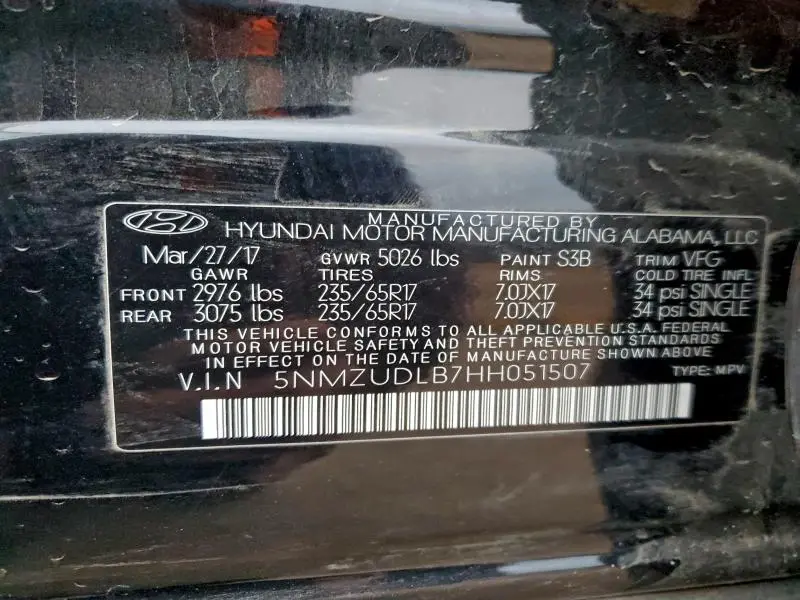 MANUFACTURED BY
HYUNDAI MOTOR MANUFACTURING ALABAMA, LLC
Mar/27/17 GVWR 5026 lbs PAINT S3B TRIM VFG
GAWR TIRES RIMS COLD TIRE INFL
FRONT 2976 lbs 235/65R17 7.0JX17 34 psi SINGLE
REAR 3075 lbs 235/65R17 7.0JX17 34 psi SINGLE
THIS VEHICLE CONFORMS TO ALL APPLICABLE U.S.A. FEDERAL
MOTOR VEHICLE SAFETY AND THEFT PREVENTION STANDARDS
IN EFFECT ON THE DATE OF MANUFACTURE SHOWN ABOVE
V.I.N 5NMZUDLB7HH051507 TYPE: MPV